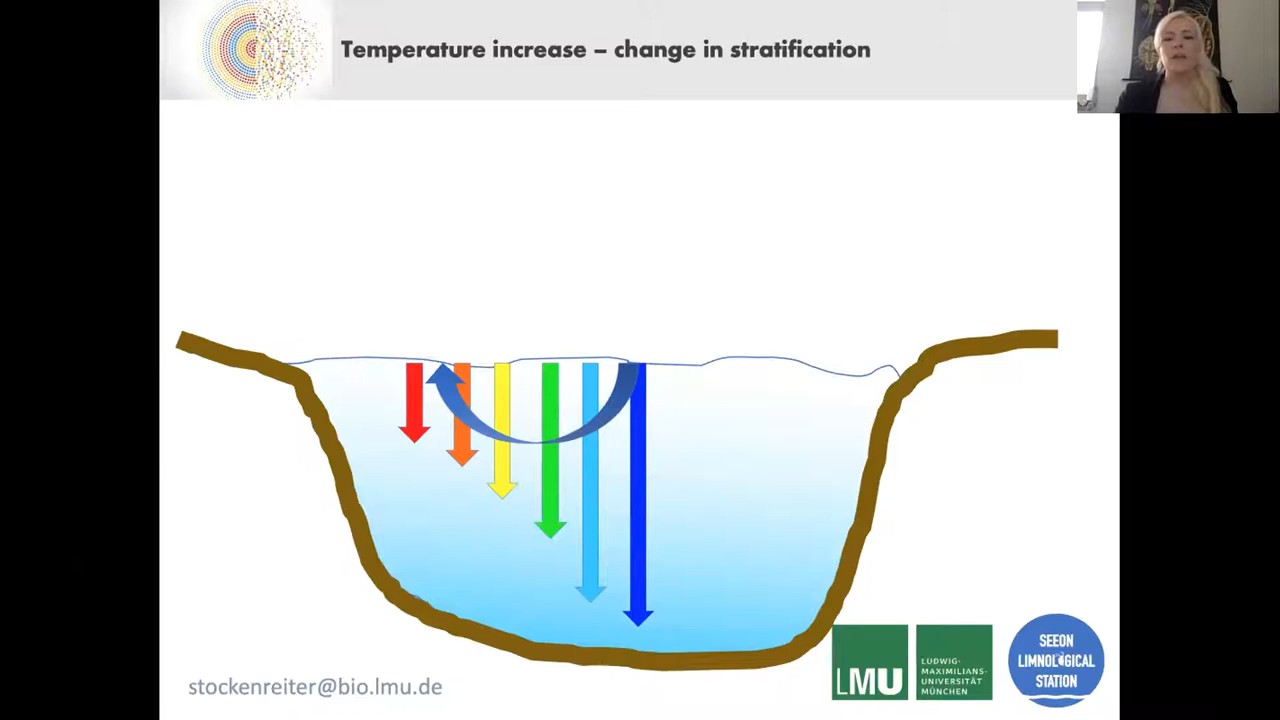 Temperature increase – change in stratification
stockenreiter@bio.lmu.de
LMU
LUDWIG-
MAXIMILIANS-
UNIVERSITÄT
MÜNCHEN
SEEON
LIMNOLOGICAL
STATION